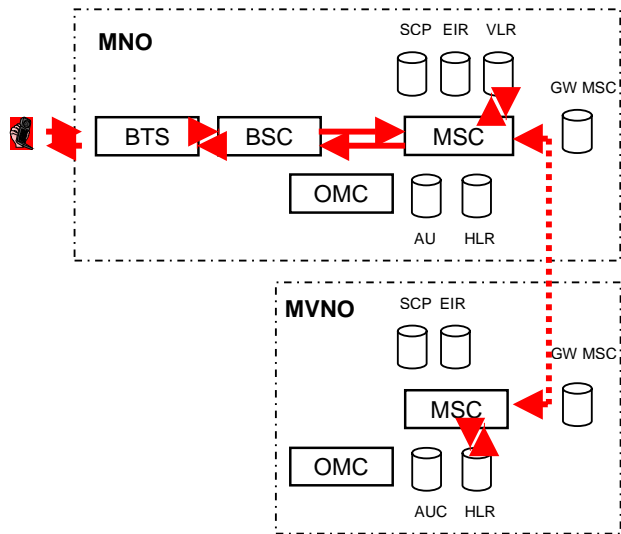 SCP EIR VLR
MNO
GW MSC
BTS BSC MSC
OMC
AU HLR
SCP EIR
MVNO
GW MSC
MSC
OMC
AUC HLR